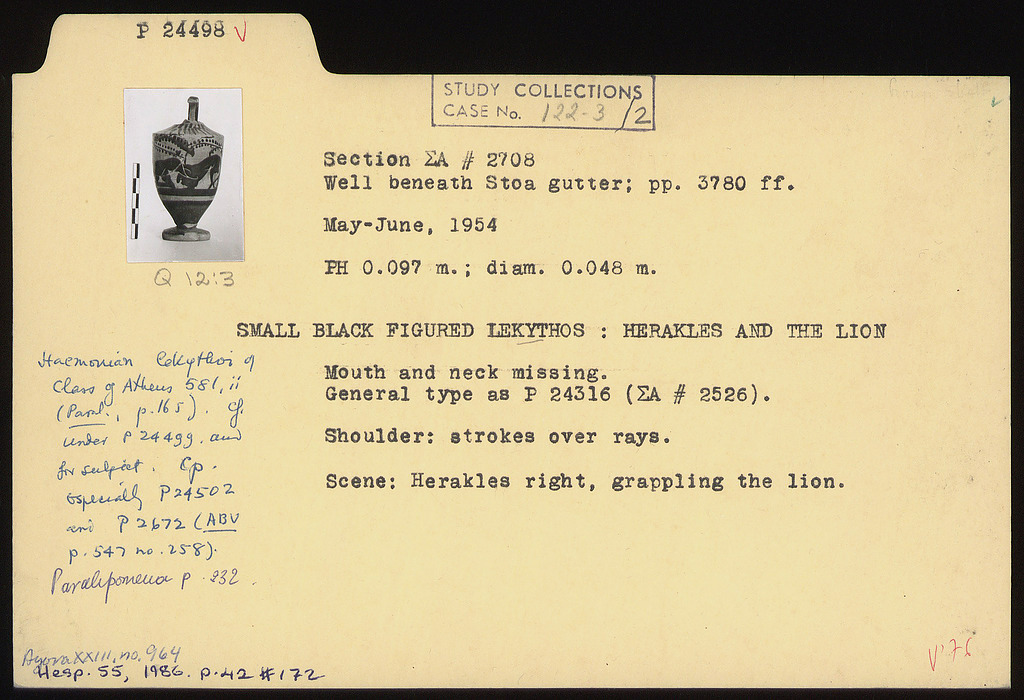 P 24498 √
STUDY COLLECTIONS
CASE No. 122-3/2
Section ΣΑ # 2708
Well beneath Stoa gutter; pp. 3780 ff.
May-June, 1954
PH 0.097 m.; diam. 0.048 m.
Q 12:3
SMALL BLACK FIGURED LEKYTHOS : HERAKLES AND THE LION
Mouth and neck missing.
General type as P 24316 (ΣΑ # 2526).
Shoulder: strokes over rays.
Scene: Herakles right, grappling the lion.
Haemonian lekythoi of
Class of Athens 581, ii
(Paral., p. 165). Cf.
under P 24499. and
for subject. Cp.
especially P 24502
and P 2672 (ABV
p. 547 no. 258).
Paralipomena p. 232.
Agora XXIII, no. 964
Hesp. 55, 1986. p. 42 #172
V'76